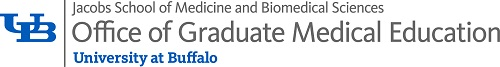 UB
Jacobs School of Medicine and Biomedical Sciences
Office of Graduate Medical Education
University at Buffalo